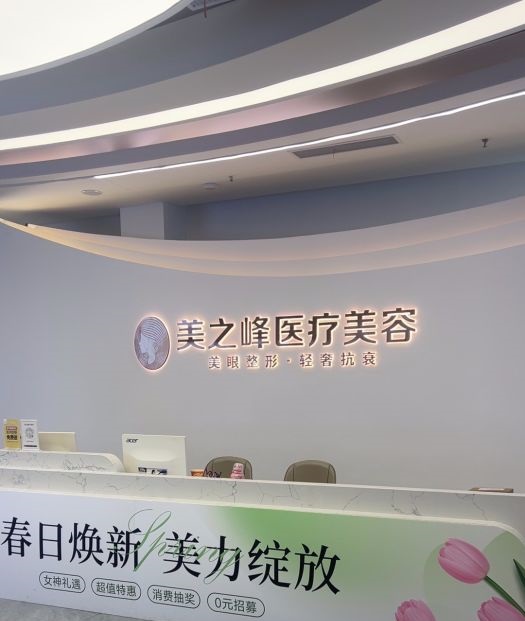 美之峰医疗美容
美眼整形·轻奢抗衰
acer
春日焕新 美力绽放
Spring
女神礼遇 超值特惠 消费抽奖 0元招募